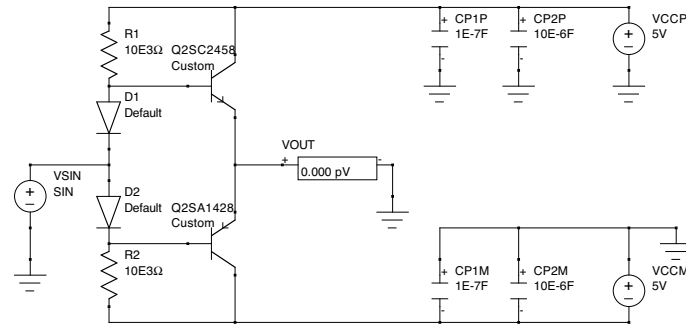 R1
10E3Ω
Q2SC2458
Custom
D1
Default
CP1P
1E-7F
CP2P
10E-6F
VCCP
5V
VOUT
0.000 pV
VSIN
SIN
D2
Default
Q2SA1428
Custom
R2
10E3Ω
CP1M
1E-7F
CP2M
10E-6F
VCCM
5V